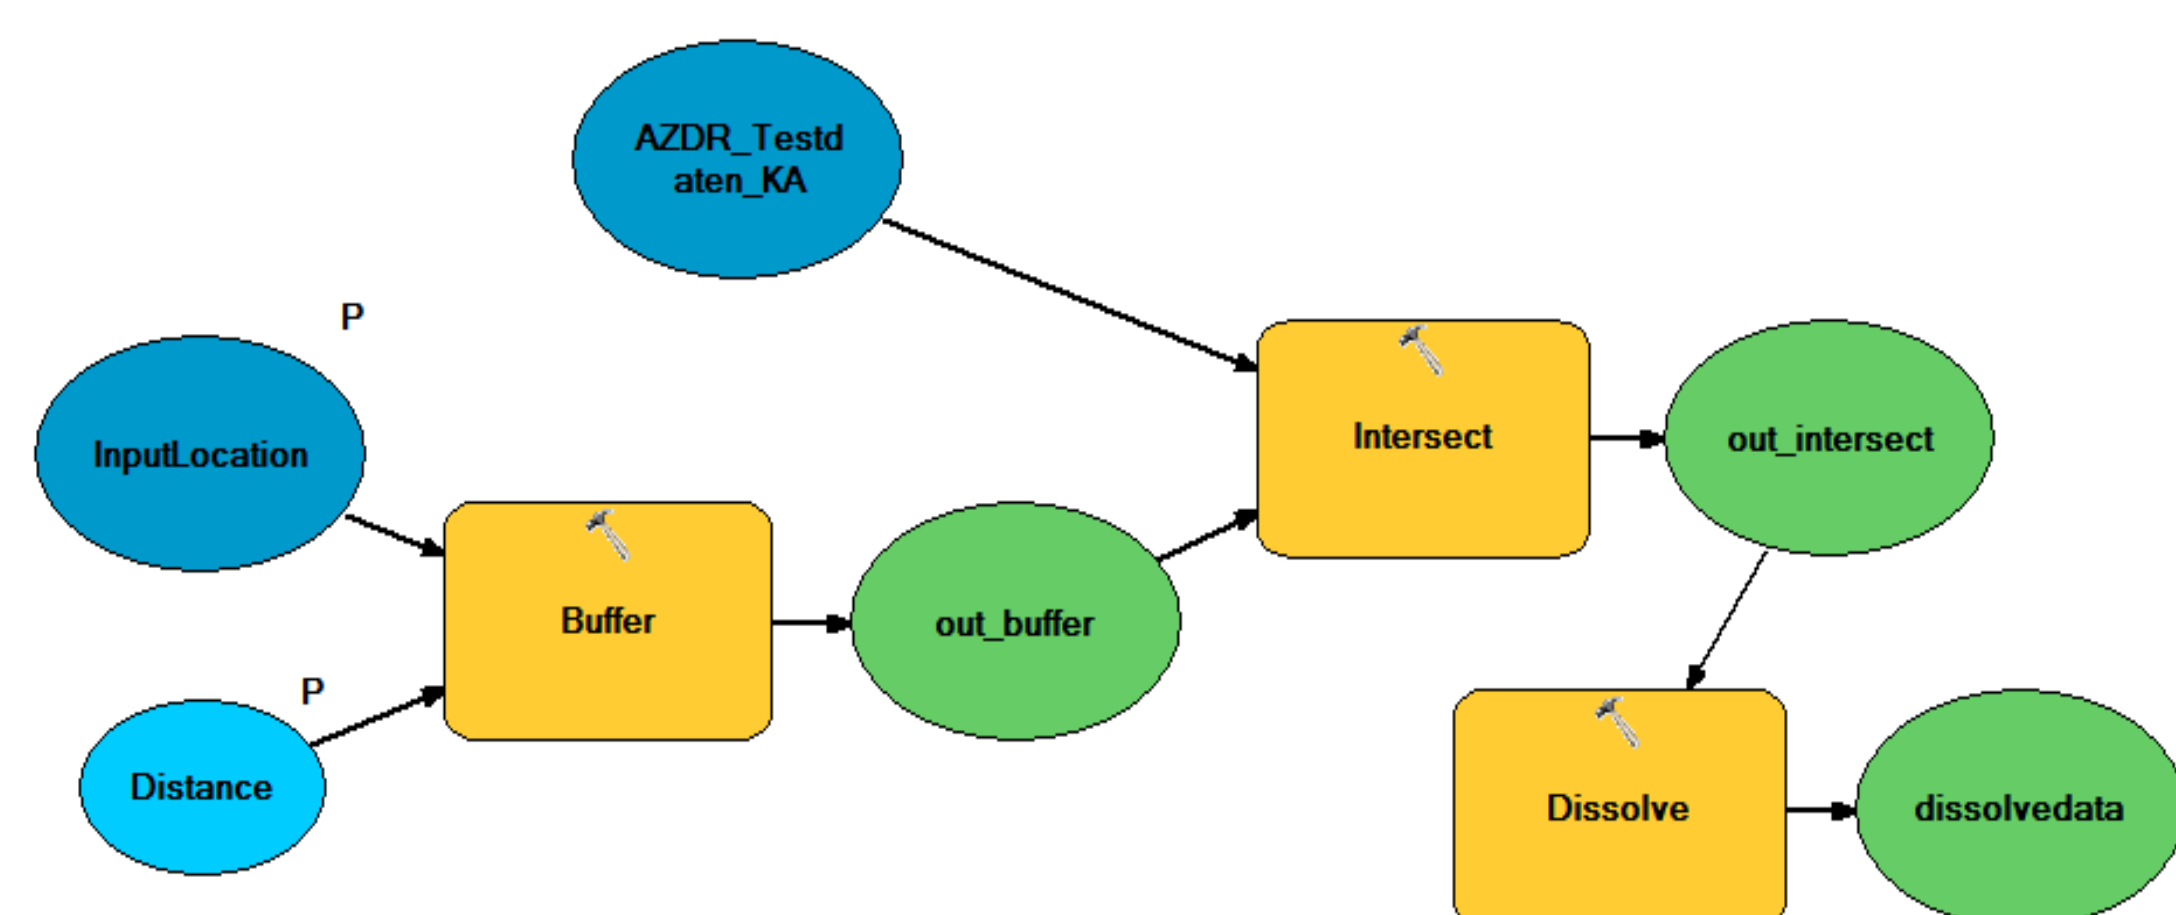 AZDR_Testd
aten_KA
P
InputLocation
Intersect
out_intersect
Buffer
out_buffer
P
Distance
Dissolve
dissolvedata